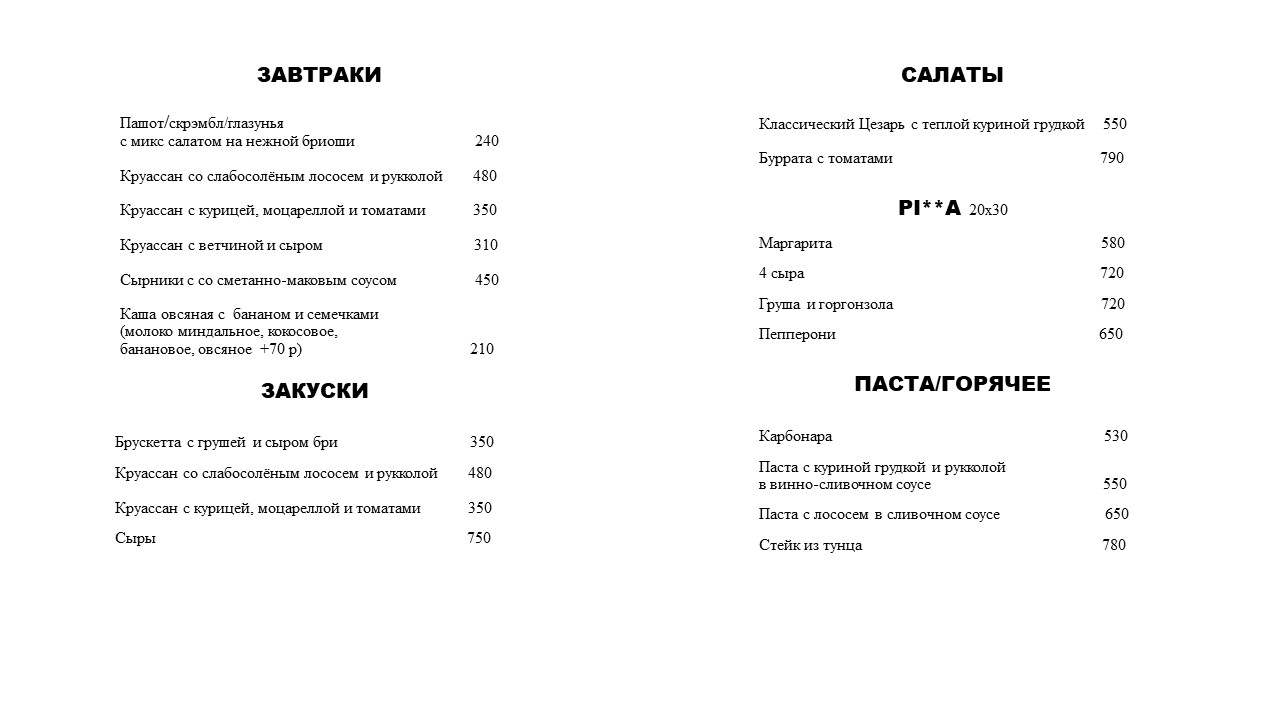 ЗАВТРАКИ
Пашот/скрэмбл/глазунья
с микс салатом на нежной бриоши 240
Круассан со слабосолёным лососем и рукколой 480
Круассан с курицей, моцареллой и томатами 350
Круассан с ветчиной и сыром 310
Сырники с со сметанно-маковым соусом 450
Каша овсяная с бананом и семечками
(молоко миндальное, кокосовое,
банановое, овсяное +70 р) 210
ЗАКУСКИ
Брускетта с грушей и сыром бри 350
Круассан со слабосолёным лососем и рукколой 480
Круассан с курицей, моцареллой и томатами 350
Сыры 750
САЛАТЫ
Классический Цезарь с теплой куриной грудкой 550
Буррата с томатами 790
PI**A 20x30
Маргарита 580
4 сыра 720
Груша и горгонзола 720
Пепперони 650
ПАСТА/ГОРЯЧЕЕ
Карбонара 530
Паста с куриной грудкой и рукколой
в винно-сливочном соусе 550
Паста с лососем в сливочном соусе 650
Стейк из тунца 780